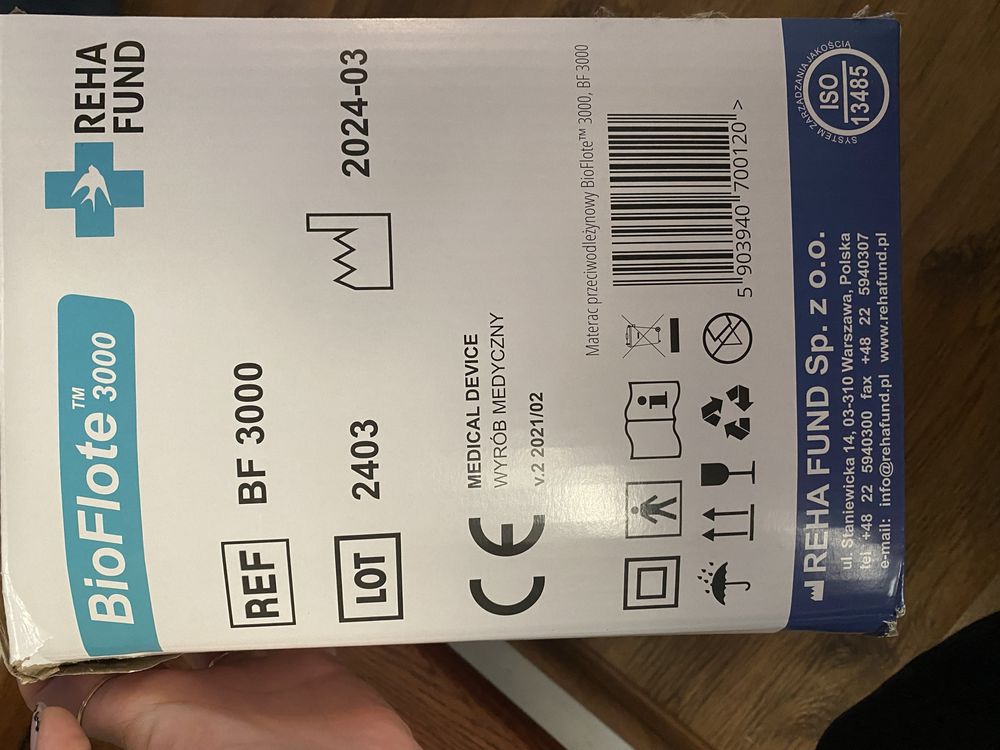 BioFlote™ 3000
REHA
FUND
REF BF 3000
LOT 2403 2024-03
CE MEDICAL DEVICE
WYRÓB MEDYCZNY
v.2 2021/02
Materac przeciwodleżynowy BioFlote™ 3000, BF 3000
5 903940 700120 >
REHA FUND Sp. z o.o.
ul. Staniewicka 14, 03-310 Warszawa, Polska
tel +48 22 5940300 fax +48 22 5940307
e-mail: info@rehafund.pl www.rehafund.pl
SYSTEM ZARZĄDZANIA JAKOŚCIĄ
ISO
13485